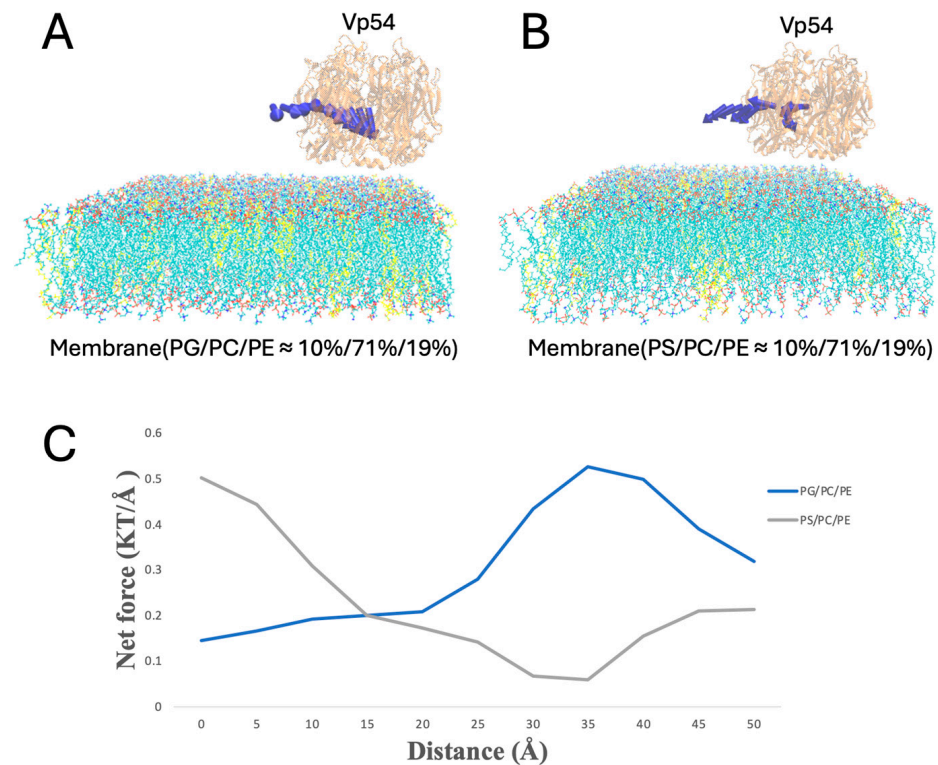 A
Vp54
B
Vp54
Membrane(PG/PC/PE ≈ 10%/71%/19%)
Membrane(PS/PC/PE ≈ 10%/71%/19%)
C
Net force (KT/Å )
0.6
0.5
0.4
0.3
0.2
0.1
0
0 5 10 15 20 25 30 35 40 45 50
Distance (Å)
PG/PC/PE
PS/PC/PE